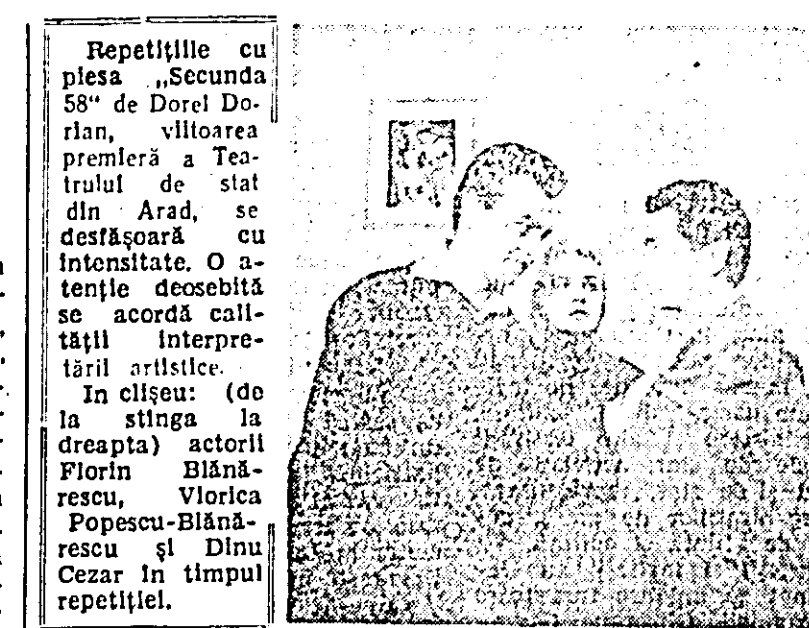 Repetițiile cu
piesa „Secunda
58“ de Dorel Do-
rian, viitoarea
premieră a Tea-
trului de stat
din Arad, se
desfășoară cu
intensitate. O a-
tenție deosebită
se acordă cali-
tății interpre-
tării artistice.
In clișeu: (de
la stînga la
dreapta) actorii
Florin Blănă-
rescu, Viorica
Popescu-Blănă-
rescu și Dinu
Cezar în timpul
repetiției.